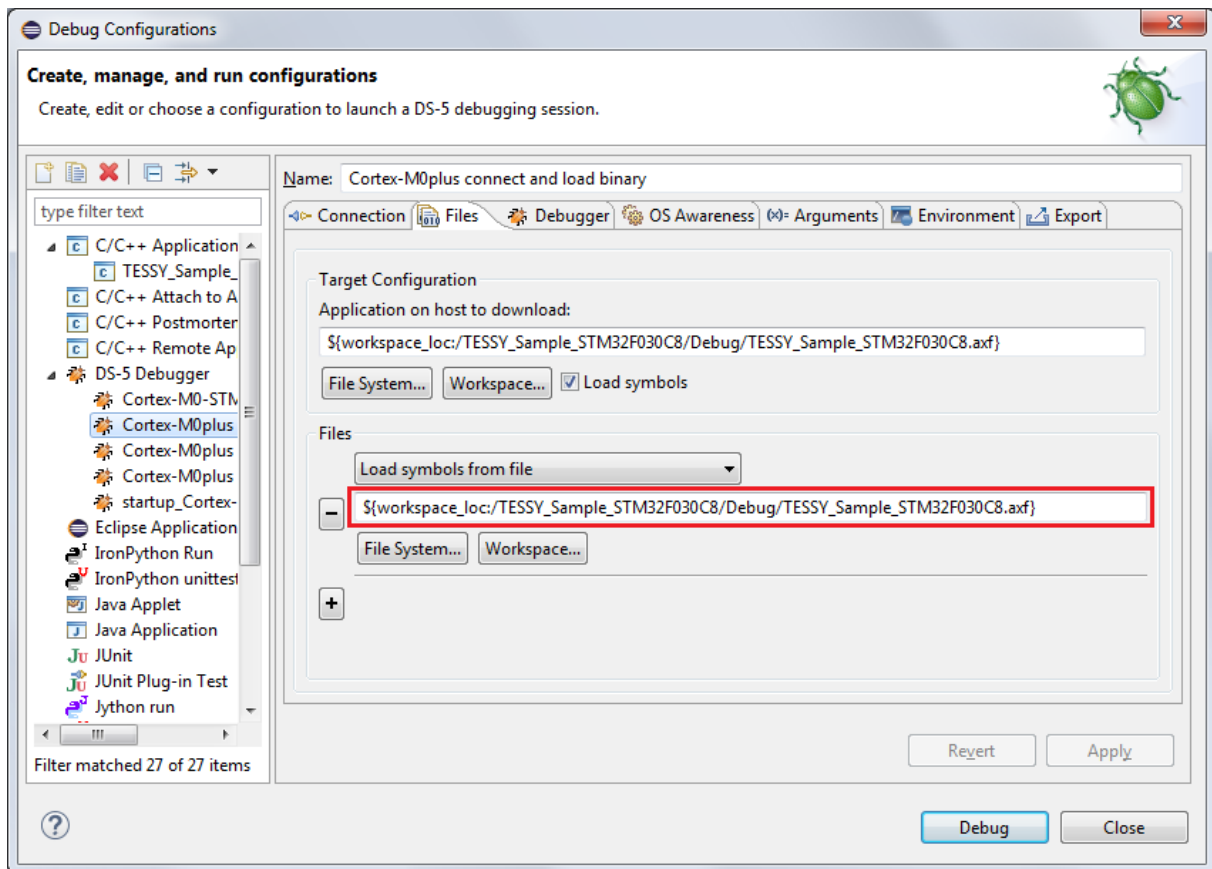 Debug Configurations
Create, manage, and run configurations
Create, edit or choose a configuration to launch a DS-5 debugging session.
type filter text
C/C++ Application
TESSY_Sample_
C/C++ Attach to A
C/C++ Postmorter
C/C++ Remote Ap
DS-5 Debugger
Cortex-M0-STM
Cortex-M0plus
Cortex-M0plus
Cortex-M0plus
startup_Cortex-
Eclipse Application
IronPython Run
IronPython unittest
Java Applet
Java Application
JUnit
JUnit Plug-in Test
Jython run
Filter matched 27 of 27 items
Name: Cortex-M0plus connect and load binary
Connection Files Debugger OS Awareness (x)= Arguments Environment Export
Target Configuration
Application on host to download:
${workspace_loc:/TESSY_Sample_STM32F030C8/Debug/TESSY_Sample_STM32F030C8.axf}
File System... Workspace... Load symbols
Files
Load symbols from file
${workspace_loc:/TESSY_Sample_STM32F030C8/Debug/TESSY_Sample_STM32F030C8.axf}
File System... Workspace...
Revert Apply
Debug Close